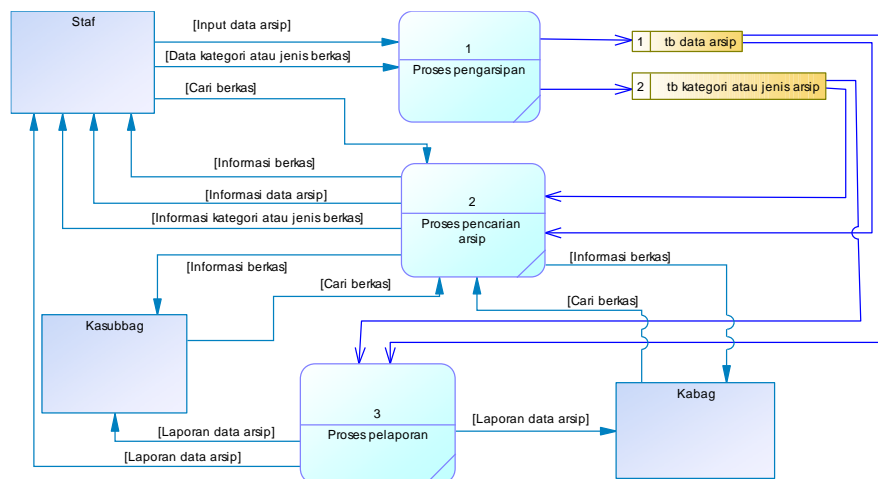 Staf
[Input data arsip]
[Data kategori atau jenis berkas]
[Cari berkas]
1
Proses pengarsipan
1 tb data arsip
2 tb kategori atau jenis arsip
[Informasi berkas]
[Informasi data arsip]
[Informasi kategori atau jenis berkas]
2
Proses pencarian
arsip
[Informasi berkas]
[Cari berkas]
[Informasi berkas]
[Cari berkas]
Kasubbag
3
Proses pelaporan
[Laporan data arsip]
[Laporan data arsip]
[Laporan data arsip]
Kabag